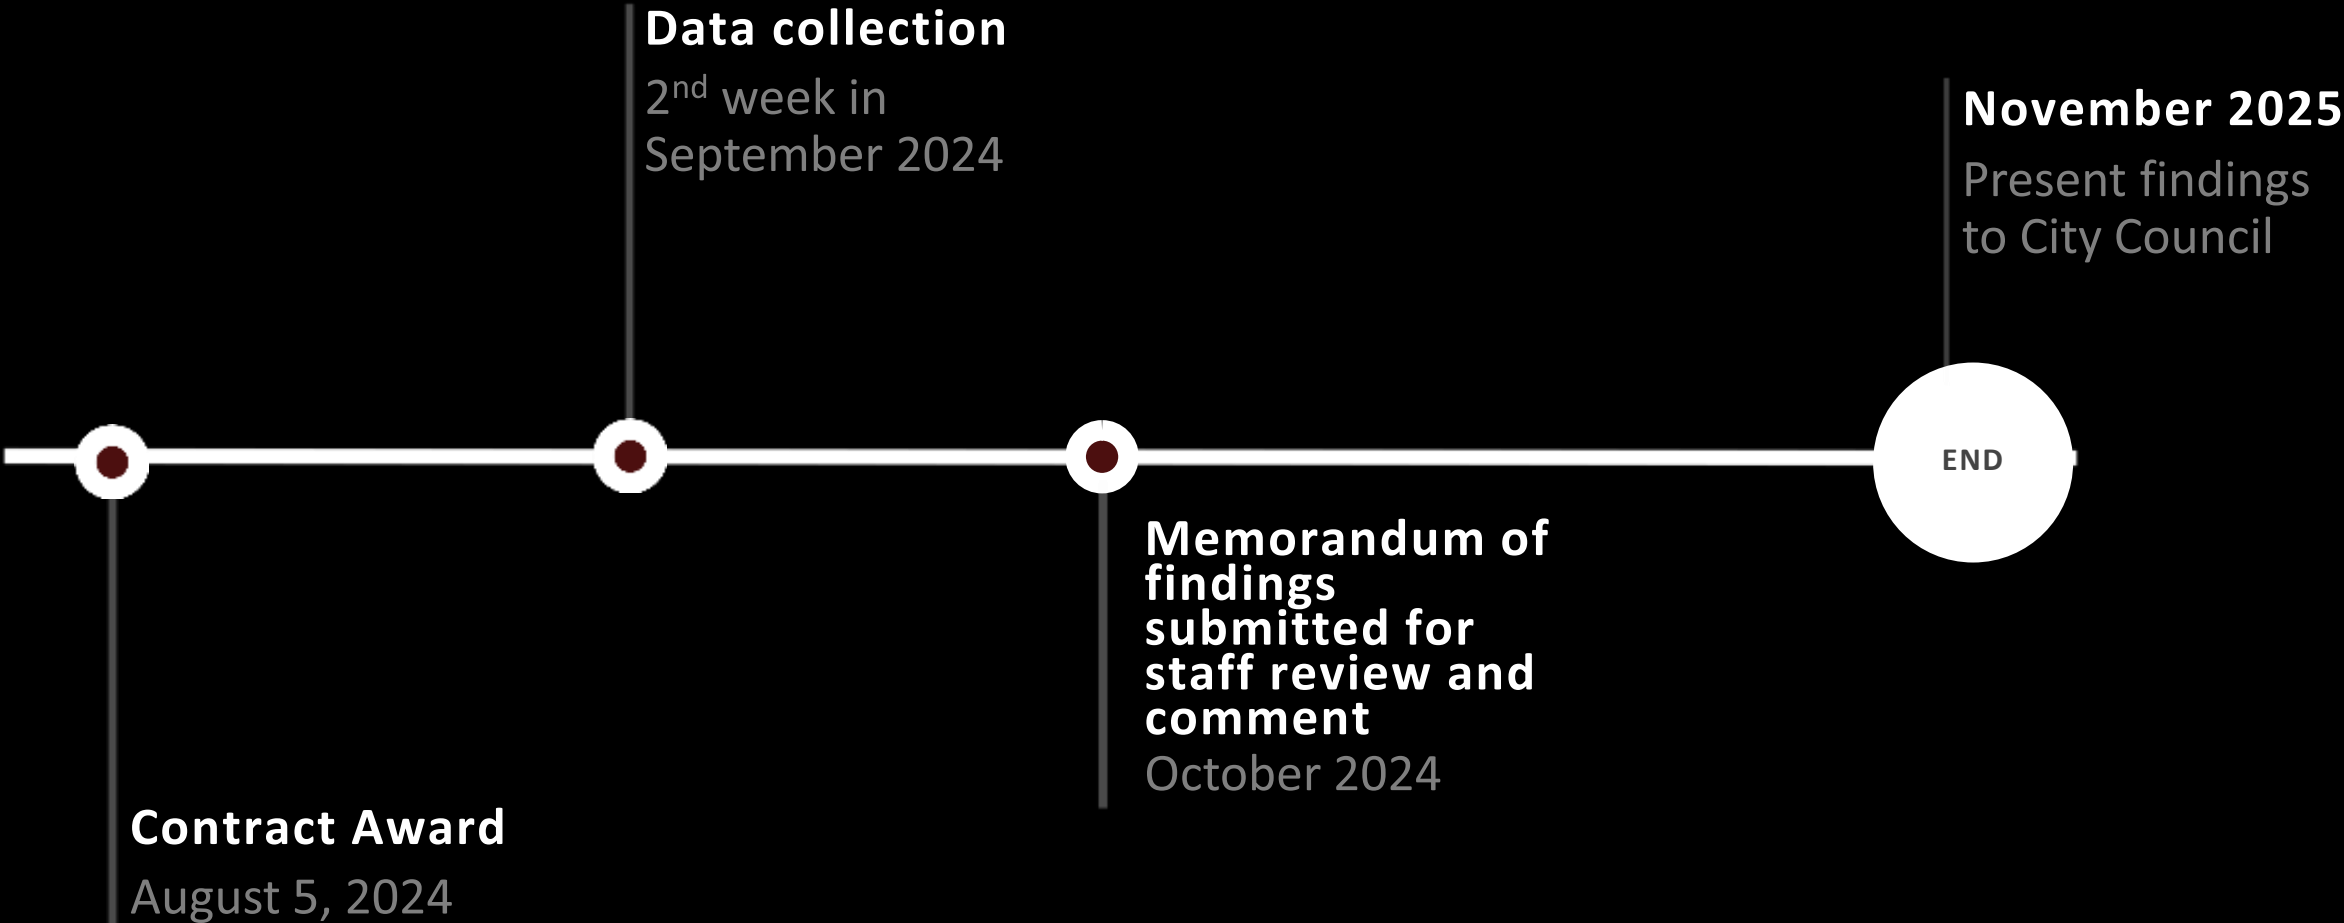 Data collection
2nd week in
September 2024
November 2025
Present findings
to City Council
END
Memorandum of
findings
submitted for
staff review and
comment
October 2024
Contract Award
August 5, 2024